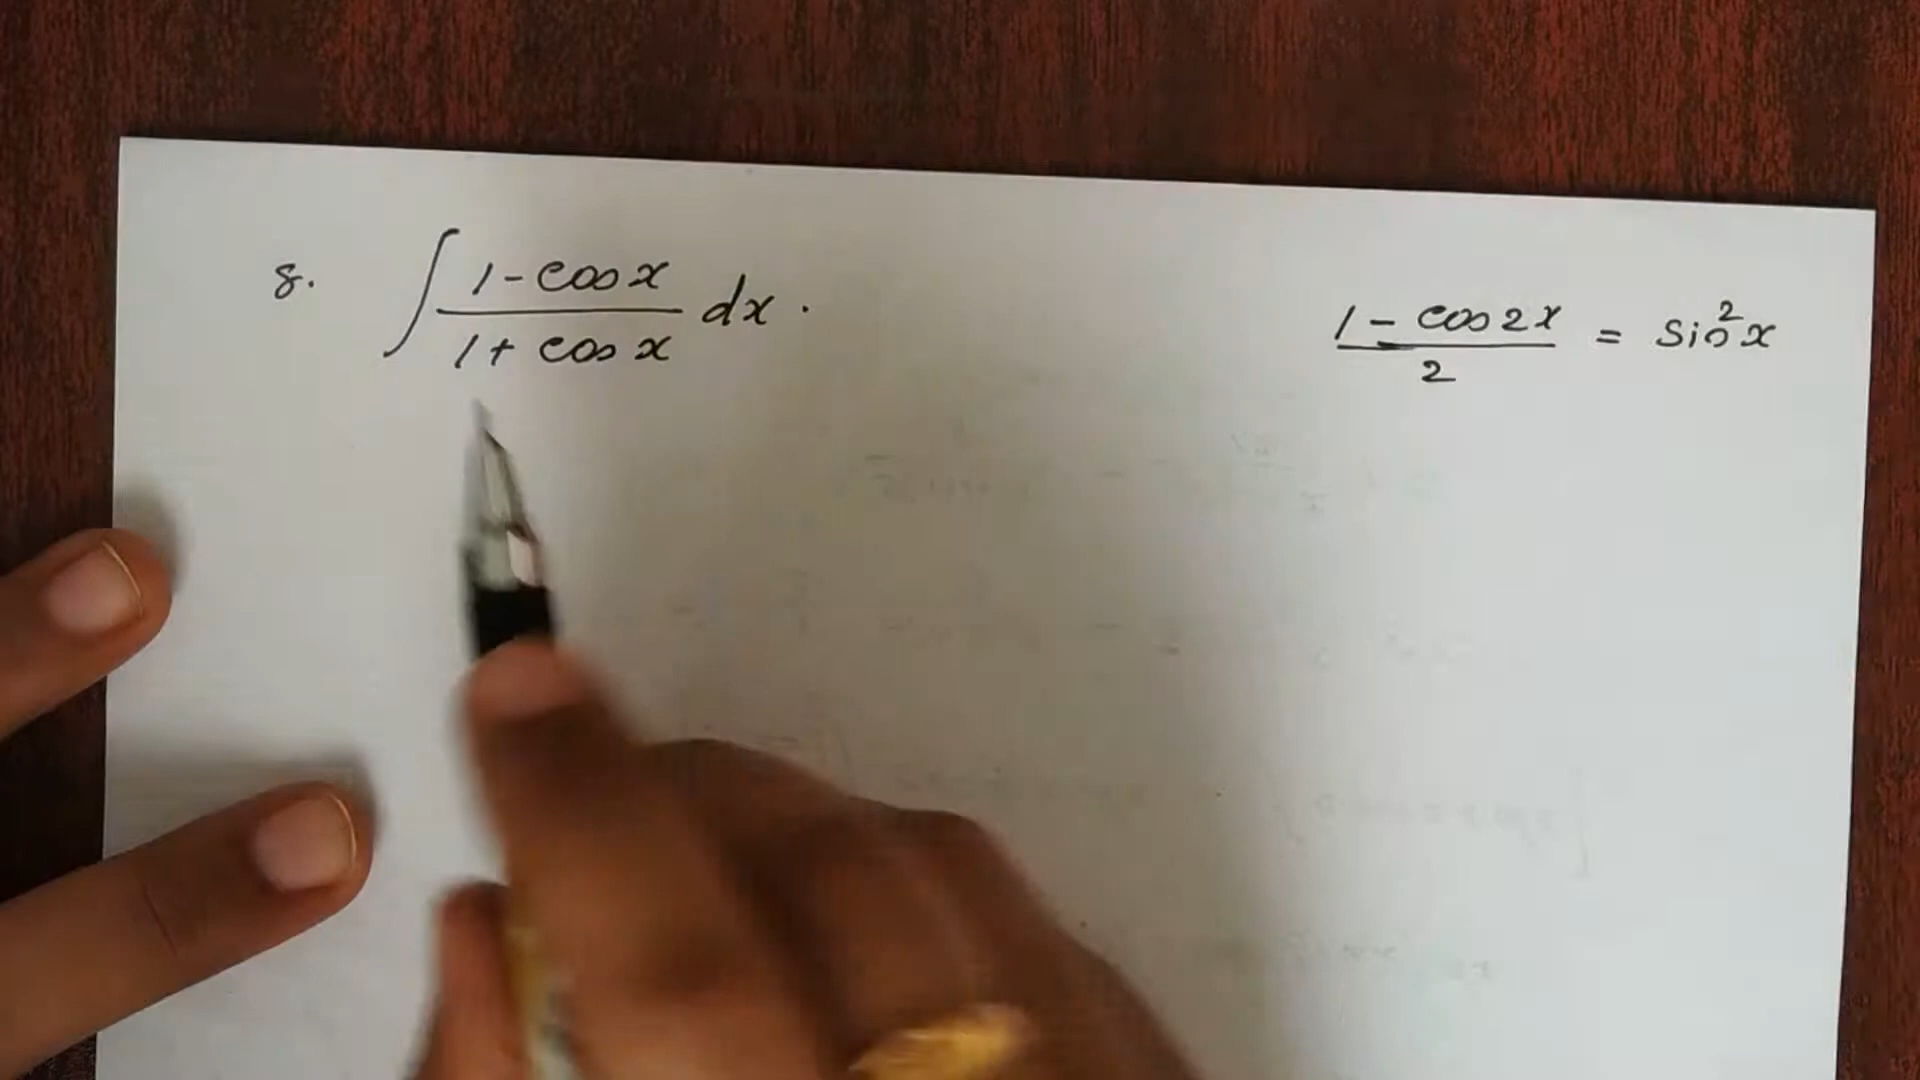 8. ∫ (1 - cos x)/(1 + cos x) dx .
(1 - cos 2x)/2 = sin²x